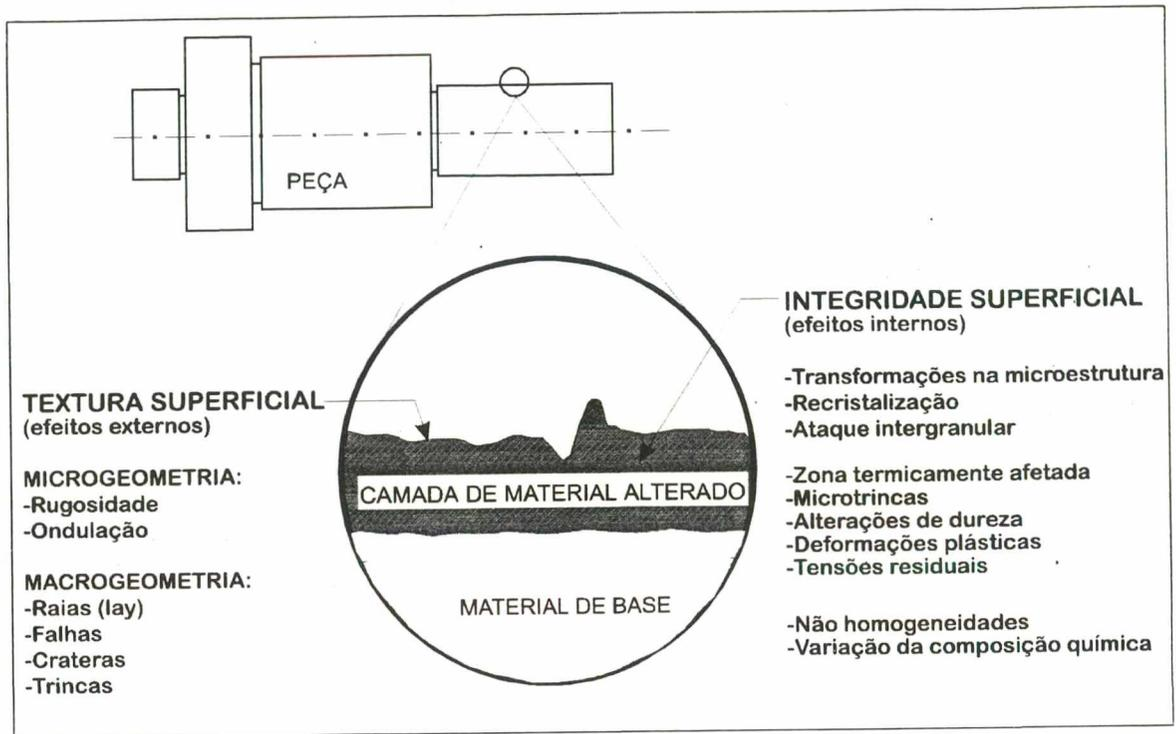 PEÇA
INTEGRIDADE SUPERFICIAL
(efeitos internos)
-Transformações na microestrutura
-Recristalização
-Ataque intergranular
-Zona termicamente afetada
-Microtrincas
-Alterações de dureza
-Deformações plásticas
-Tensões residuais
-Não homogeneidades
-Variação da composição química
TEXTURA SUPERFICIAL
(efeitos externos)
MICROGEOMETRIA:
-Rugosidade
-Ondulação
MACROGEOMETRIA:
-Raias (lay)
-Falhas
-Crateras
-Trincas
CAMADA DE MATERIAL ALTERADO
MATERIAL DE BASE